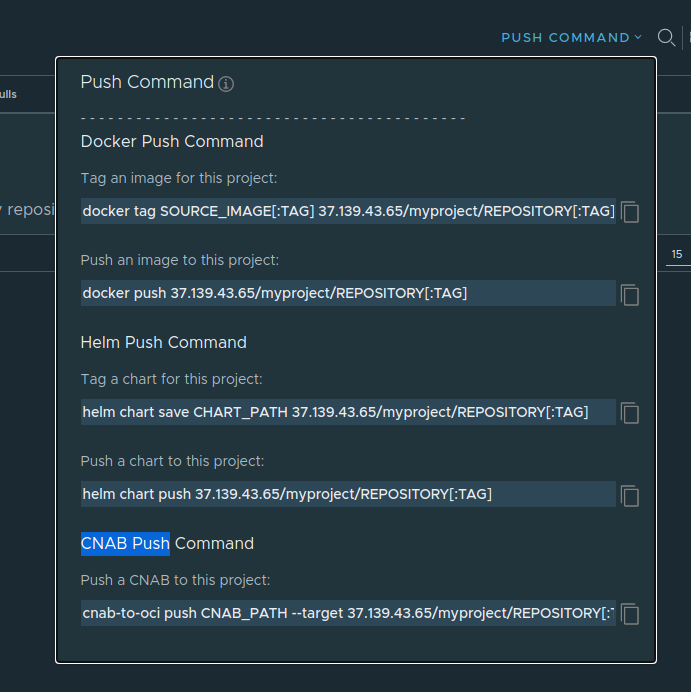 PUSH COMMAND
Push Command
- - - - - - - - - - - - - - - - - - - - - - - - - - - - - - - - - - - - - - - - - -
ulls
Docker Push Command
Tag an image for this project:
y reposi
docker tag SOURCE_IMAGE[:TAG] 37.139.43.65/myproject/REPOSITORY[:TAG]
Push an image to this project:
15
docker push 37.139.43.65/myproject/REPOSITORY[:TAG]
Helm Push Command
Tag a chart for this project:
helm chart save CHART_PATH 37.139.43.65/myproject/REPOSITORY[:TAG]
Push a chart to this project:
helm chart push 37.139.43.65/myproject/REPOSITORY[:TAG]
CNAB Push Command
Push a CNAB to this project:
cnab-to-oci push CNAB_PATH --target 37.139.43.65/myproject/REPOSITORY[:T